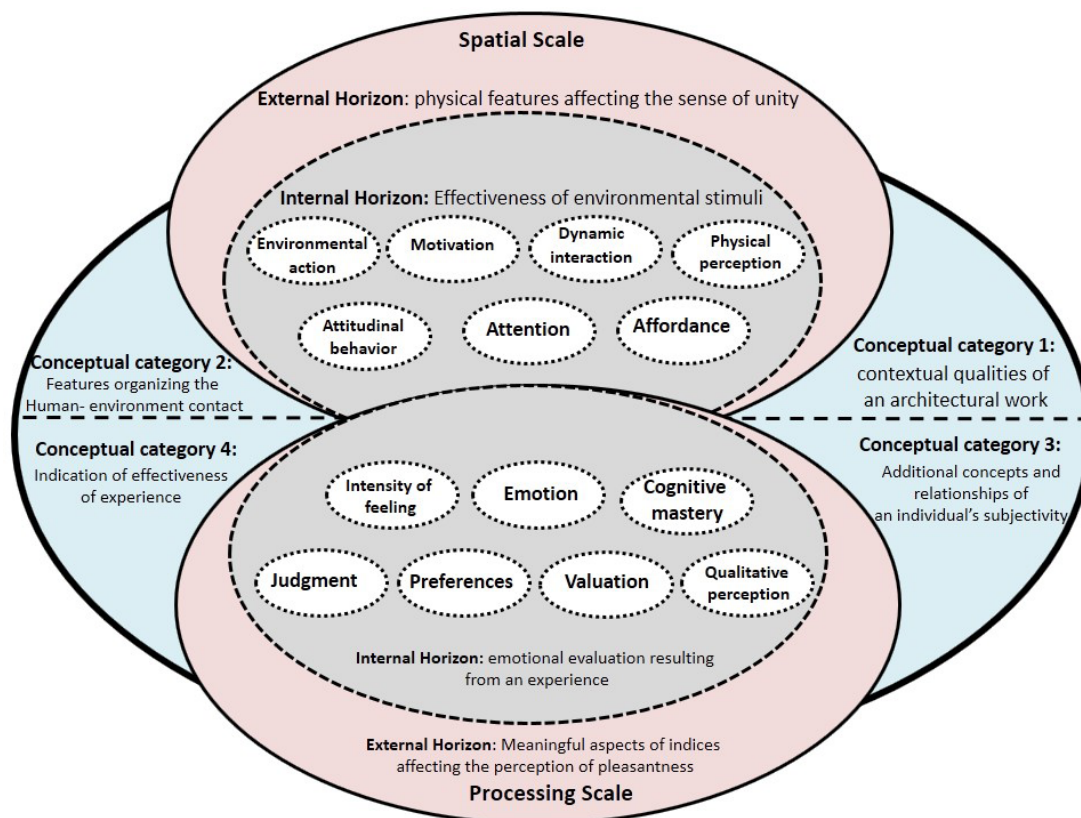 Spatial Scale
External Horizon: physical features affecting the sense of unity
Internal Horizon: Effectiveness of environmental stimuli
Environmental
action
Motivation
Dynamic
interaction
Physical
perception
Attitudinal
behavior
Attention
Affordance
Conceptual category 2:
Features organizing the
Human- environment contact
Conceptual category 1:
contextual qualities of
an architectural work
Conceptual category 4:
Indication of effectiveness
of experience
Conceptual category 3:
Additional concepts and
relationships of
an individual’s subjectivity
Intensity of
feeling
Emotion
Cognitive
mastery
Judgment
Preferences
Valuation
Qualitative
perception
Internal Horizon: emotional evaluation resulting
from an experience
External Horizon: Meaningful aspects of indices
affecting the perception of pleasantness
Processing Scale